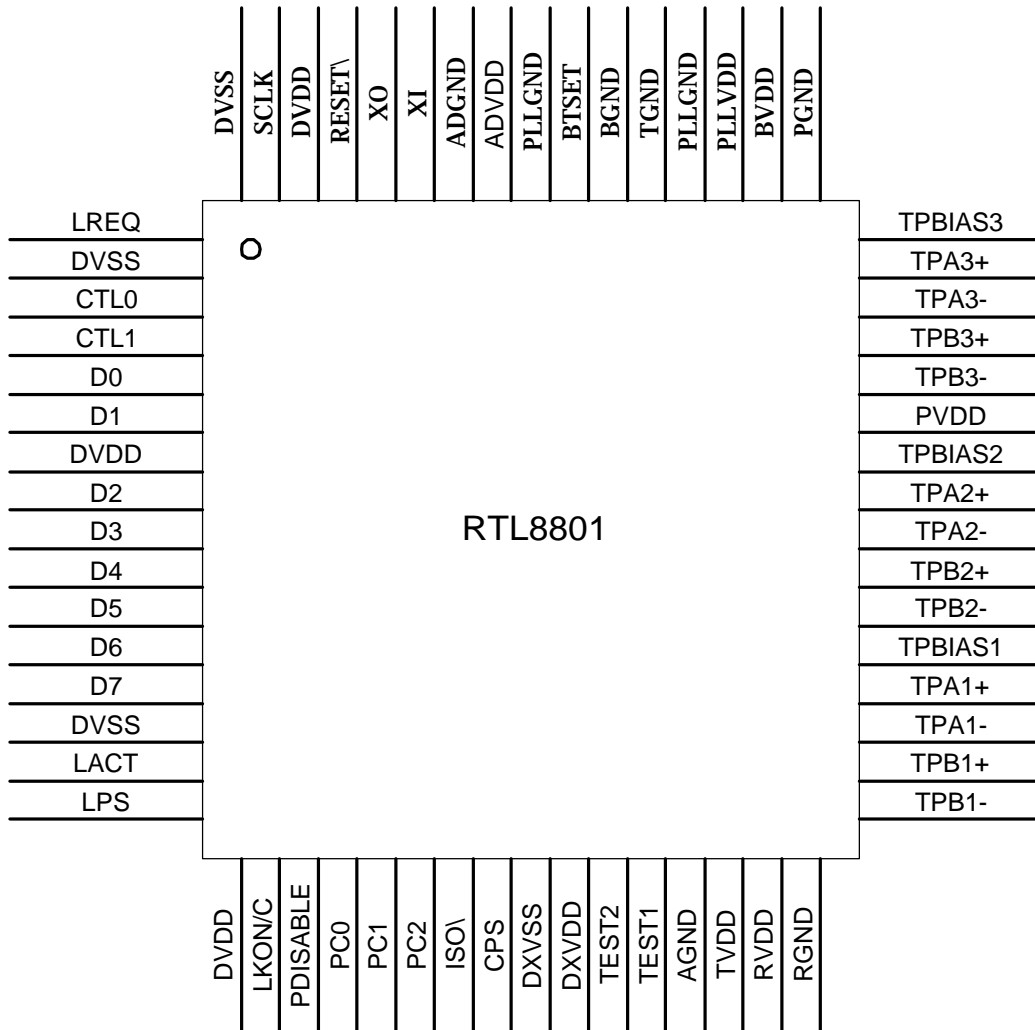 DVSS
SCLK
DVDD
RESET\
XO
XI
ADGND
ADVDD
PLLGND
BTSET
BGND
TGND
PLLGND
PLLVDD
BVDD
PGND
LREQ
DVSS
CTL0
CTL1
D0
D1
DVDD
D2
D3
D4
D5
D6
D7
DVSS
LACT
LPS
RTL8801
TPBIAS3
TPA3+
TPA3-
TPB3+
TPB3-
PVDD
TPBIAS2
TPA2+
TPA2-
TPB2+
TPB2-
TPBIAS1
TPA1+
TPA1-
TPB1+
TPB1-
DVDD
LKON/C
PDISABLE
PC0
PC1
PC2
ISO\
CPS
DXVSS
DXVDD
TEST2
TEST1
AGND
TVDD
RVDD
RGND